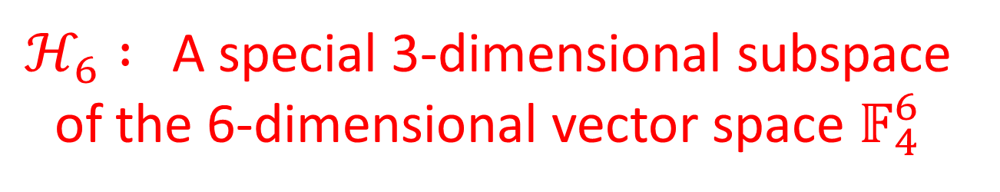 ℋ₆ : A special 3-dimensional subspace
of the 6-dimensional vector space 𝔽₄⁶